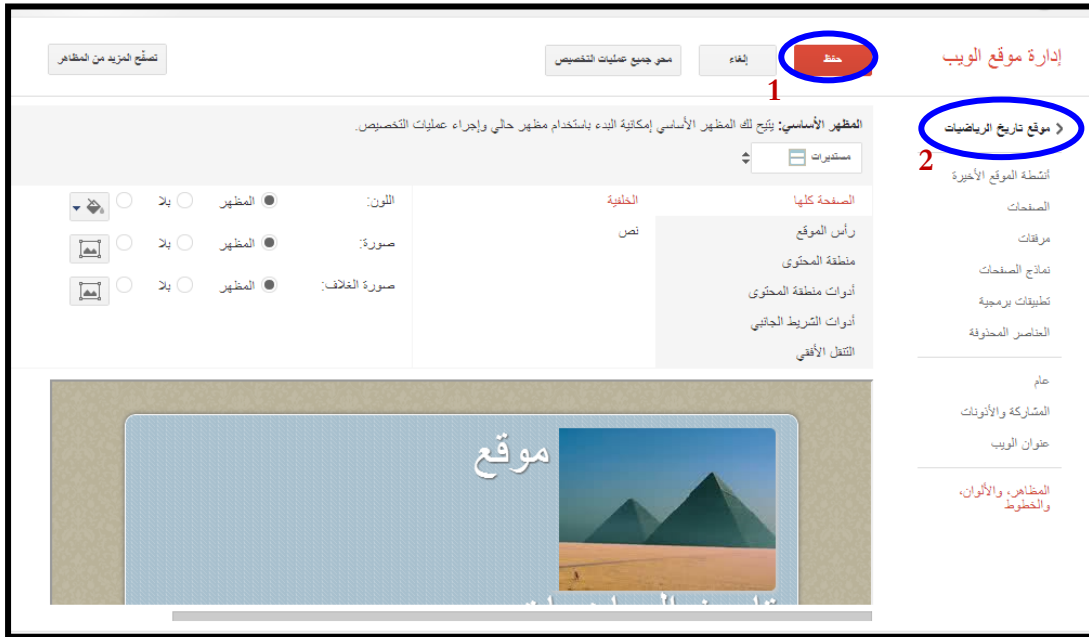 إدارة موقع الويب
حفظ
إلغاء
محو جميع عمليات التخصيص
تصفّح المزيد من المظاهر
1
موقع تاريخ الرياضيات
2
أنشطة الموقع الأخيرة
الصفحات
مرفقات
نماذج الصفحات
تطبيقات برمجية
العناصر المحذوفة
عام
المشاركة والأذونات
عنوان الويب
المظاهر، والألوان،
والخطوط
المظهر الأساسي: يتيح لك المظهر الأساسي إمكانية البدء باستخدام مظهر حالي وإجراء عمليات التخصيص.
مستديرات
الصفحة كلها
رأس الموقع
منطقة المحتوى
أدوات منطقة المحتوى
أدوات الشريط الجانبي
التنقل الأفقي
الخلفية
نص
اللون: المظهر بلا
صورة: المظهر بلا
صورة الغلاف: المظهر بلا
موقع